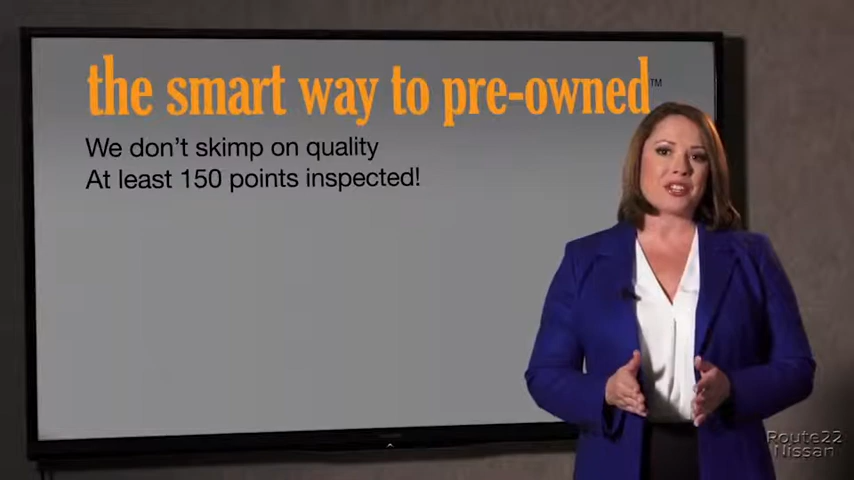 the smart way to pre-owned™
We don't skimp on quality
At least 150 points inspected!
Route22
Nissan